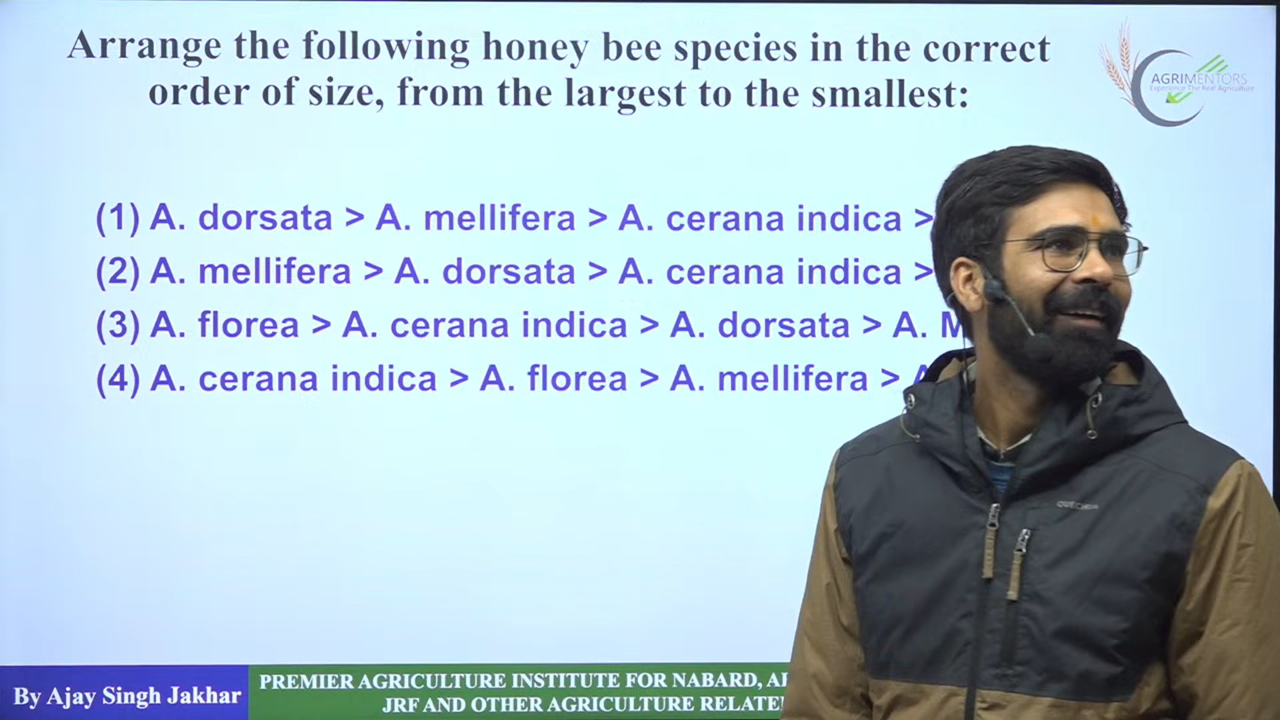 Arrange the following honey bee species in the correct
order of size, from the largest to the smallest:
AGRIMENTORS
Experience The Real Agriculture
(1) A. dorsata > A. mellifera > A. cerana indica >
(2) A. mellifera > A. dorsata > A. cerana indica >
(3) A. florea > A. cerana indica > A. dorsata > A. M
(4) A. cerana indica > A. florea > A. mellifera >
QUECHUA
By Ajay Singh Jakhar
PREMIER AGRICULTURE INSTITUTE FOR NABARD,
JRF AND OTHER AGRICULTURE